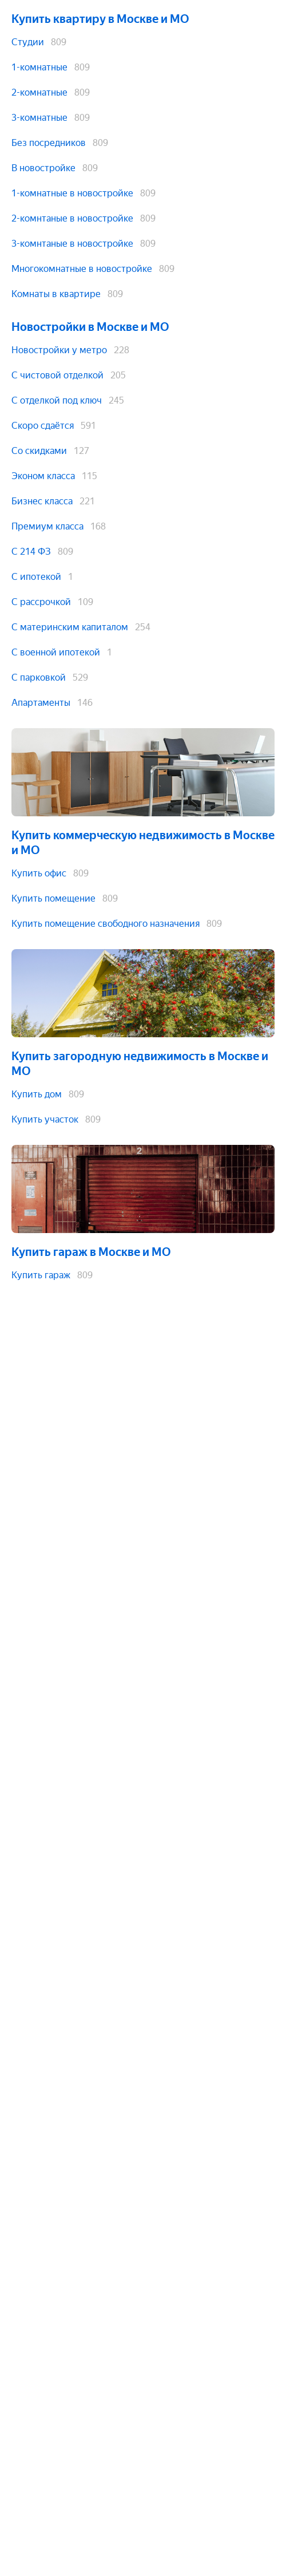 Купить квартиру в Москве и МО
Студии 809
1-комнатные 809
2-комнатные 809
3-комнатные 809
Без посредников 809
В новостройке 809
1-комнатные в новостройке 809
2-комнтаные в новостройке 809
3-комнтаные в новостройке 809
Многокомнатные в новостройке 809
Комнаты в квартире 809
Новостройки в Москве и МО
Новостройки у метро 228
С чистовой отделкой 205
С отделкой под ключ 245
Скоро сдаётся 591
Со скидками 127
Эконом класса 115
Бизнес класса 221
Премиум класса 168
С 214 ФЗ 809
С ипотекой 1
С рассрочкой 109
С материнским капиталом 254
С военной ипотекой 1
С парковкой 529
Апартаменты 146
Купить коммерческую недвижимость в Москве
и МО
Купить офис 809
Купить помещение 809
Купить помещение свободного назначения 809
Купить загородную недвижимость в Москве и
МО
Купить дом 809
Купить участок 809
2
Купить гараж в Москве и МО
Купить гараж 809